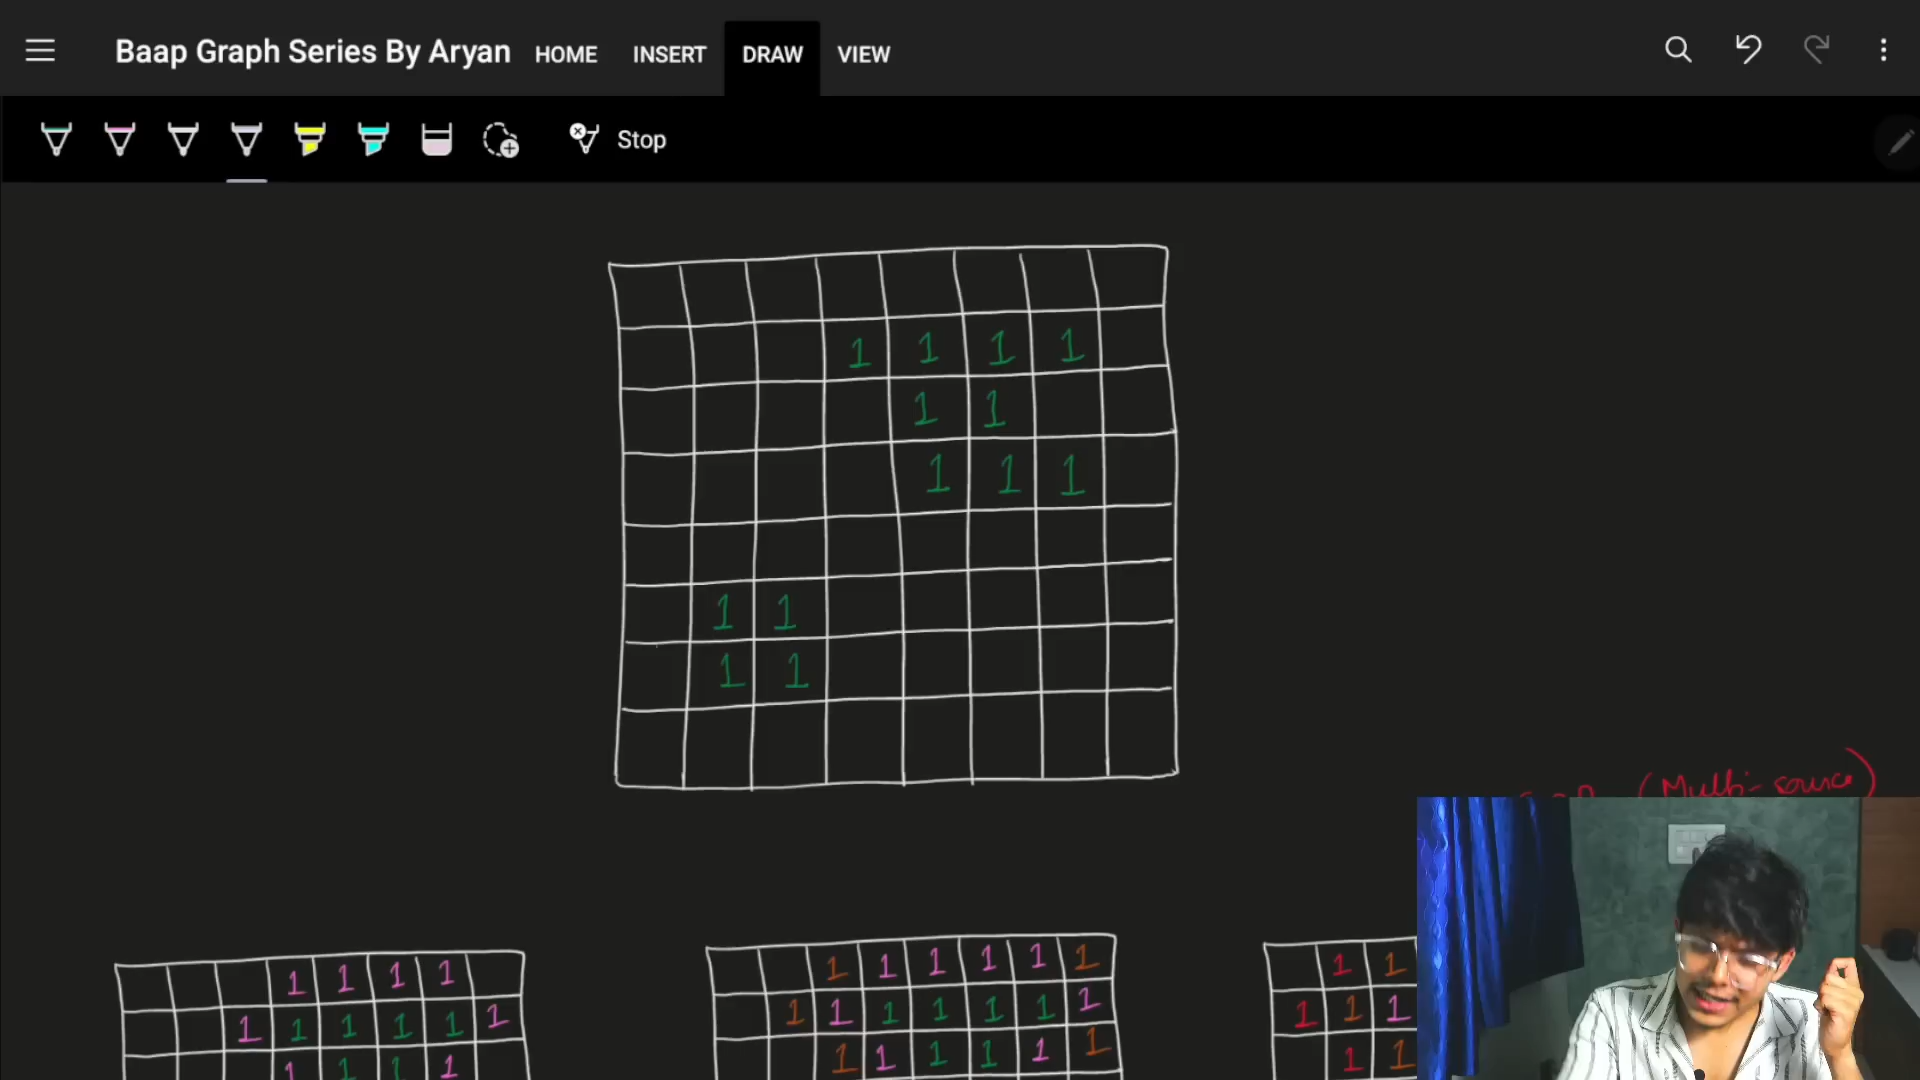 Baap Graph Series By Aryan HOME INSERT DRAW VIEW
Stop
1 1 1 1
1 1
1 1 1
1 1
1 1
(Multi-source)
1 1 1 1
1 1 1 1 1 1
1 1 1 1
1 1 1 1 1 1
1 1 1 1 1 1 1
1 1 1 1 1 1
1 1
1 1 1
1 1